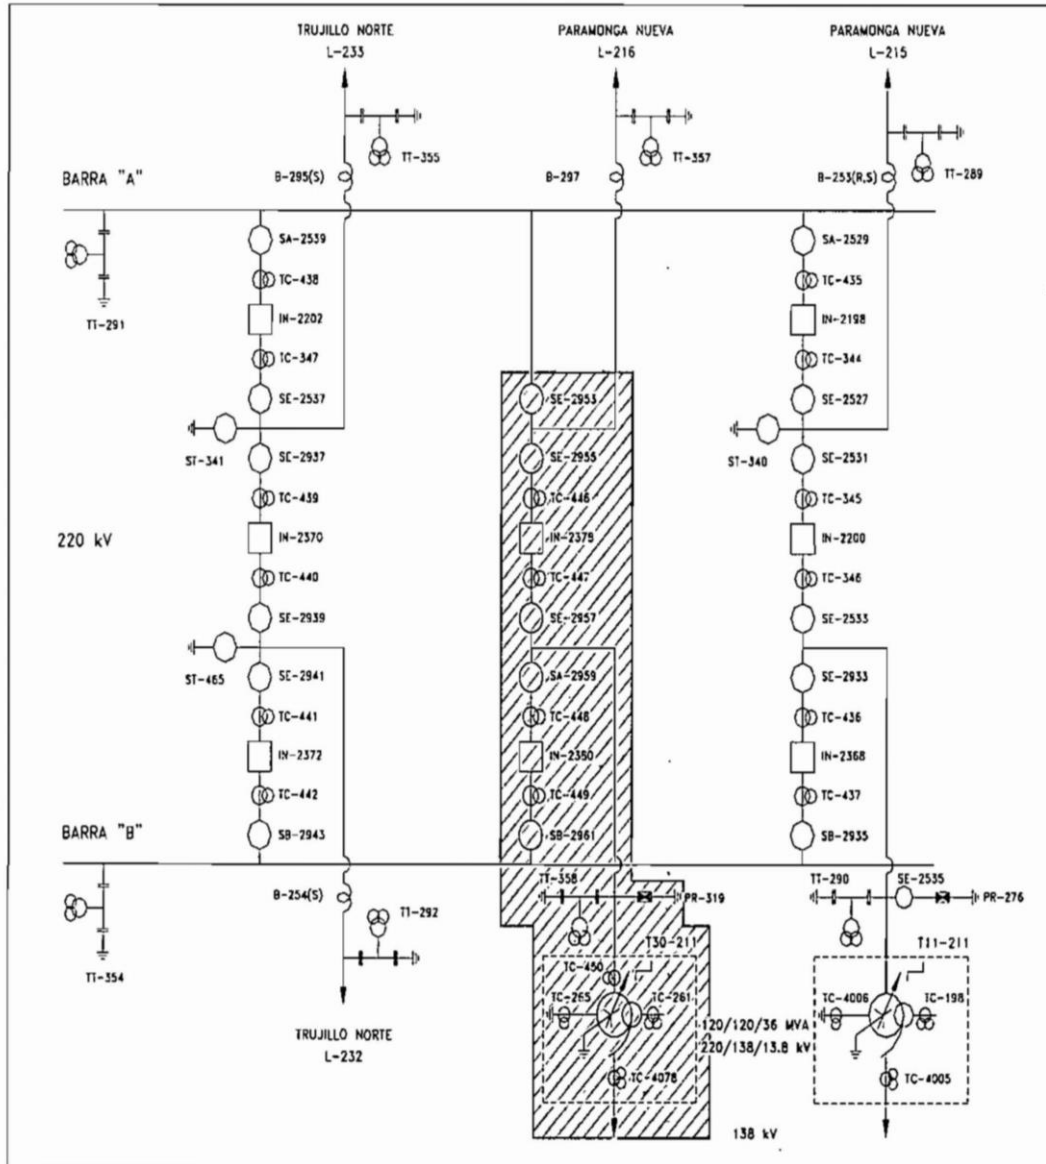 TRUJILLO NORTE
L-233
PARAMONGA NUEVA
L-216
PARAMONGA NUEVA
L-215
TT-355
TT-357
TT-289
B-295(S)
B-297
B-253(R,S)
BARRA "A"
SA-2539
SA-2529
TC-438
TC-435
TT-291
IN-2202
IN-2198
TC-347
TC-344
SE-2537
SE-2953
SE-2527
ST-341
ST-340
SE-2937
SE-2955
SE-2531
TC-439
TC-446
TC-345
220 kV
IN-2370
IN-2378
IN-2200
TC-440
TC-447
TC-346
SE-2939
SE-2957
SE-2533
ST-465
SE-2941
SA-2959
SE-2933
TC-441
TC-448
TC-436
IN-2372
IN-2380
IN-2368
TC-442
TC-449
TC-437
BARRA "B"
SB-2943
SB-2961
SB-2935
TT-358
TT-290
SE-2535
B-254(S)
TT-292
PR-319
PR-276
TT-354
T30-211
T11-211
TC-450
TC-265
TC-261
TC-4006
TC-198
120/120/36 MVA
220/138/13.8 kV
TRUJILLO NORTE
L-232
TC-4078
TC-4005
138 kV